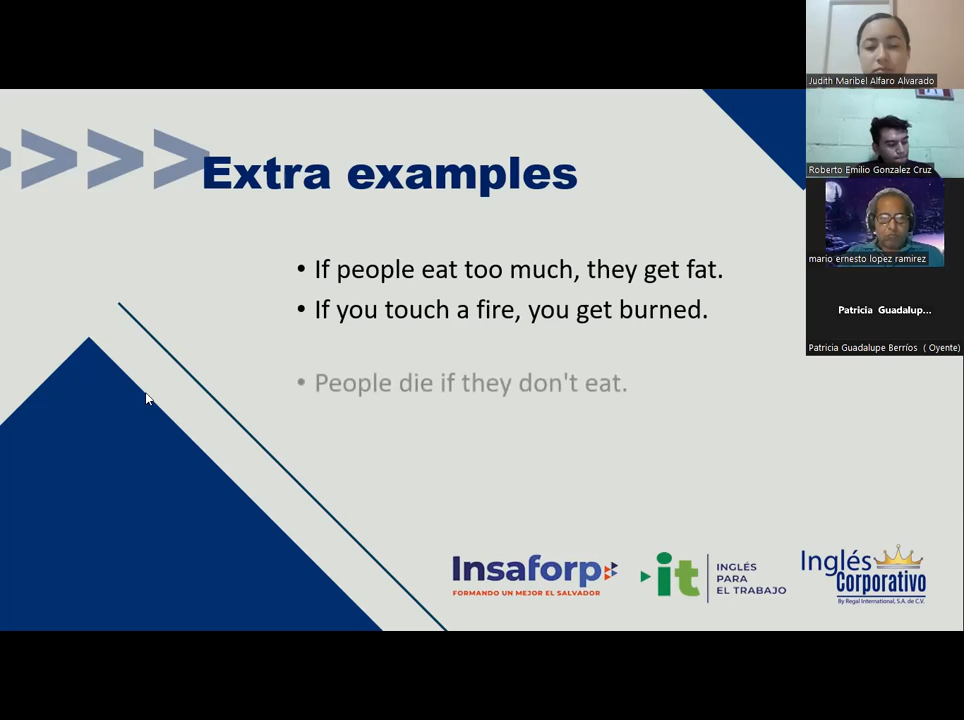 >>>>
Extra examples
• If people eat too much, they get fat.
• If you touch a fire, you get burned.
• People die if they don't eat.
Insaforp
FORMANDO UN MEJOR EL SALVADOR
it
INGLÉS
PARA
EL TRABAJO
Inglés
Corporativo
By Regal International, S.A. de C.V.
Judith Maribel Alfaro Alvarado
Roberto Emilio Gonzalez Cruz
mario ernesto lopez ramirez
Patricia Guadalup...
Patricia Guadalupe Berríos ( Oyente)